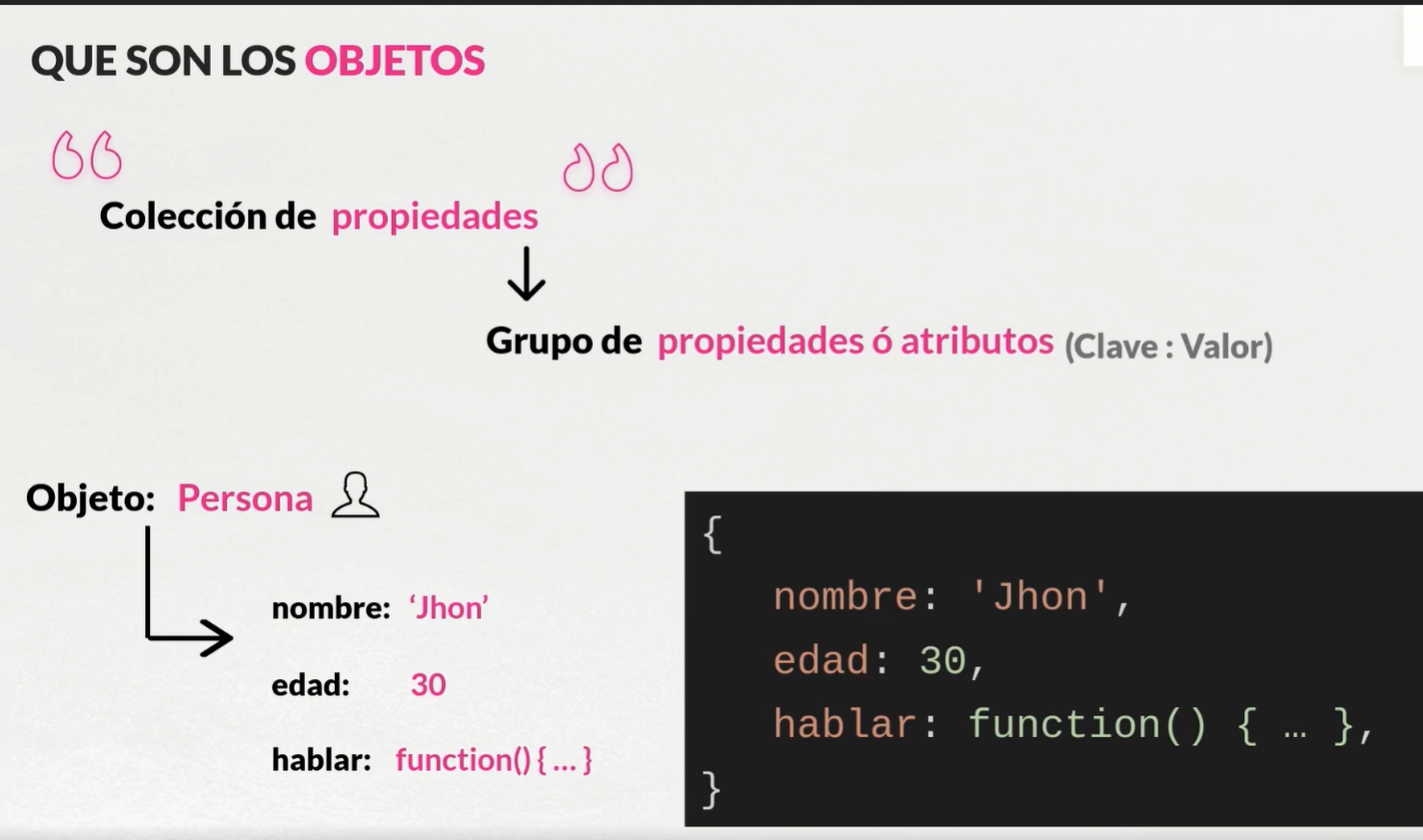 QUE SON LOS OBJETOS
Colección de propiedades
Grupo de propiedades ó atributos (Clave : Valor)
Objeto: Persona
nombre: ‘Jhon’
edad: 30
hablar: function() { ... }
{
nombre: 'Jhon',
edad: 30,
hablar: function() { … },
}